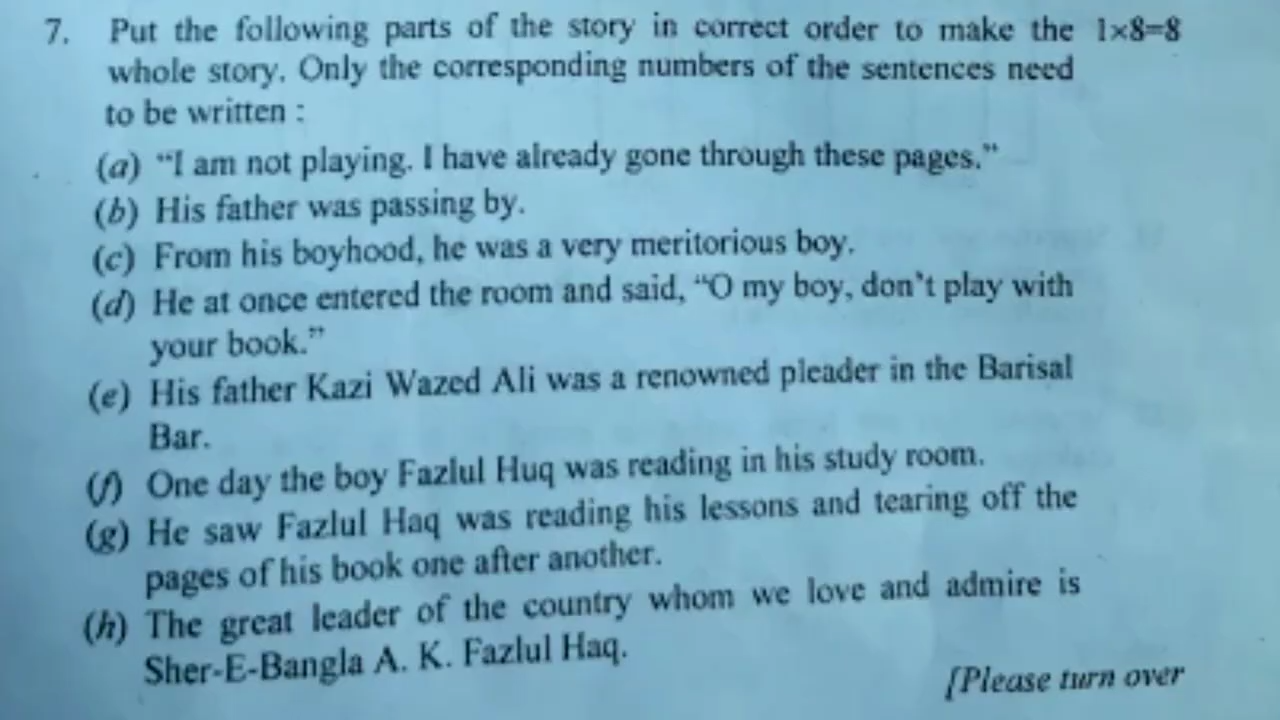 7. Put the following parts of the story in correct order to make the 1×8=8
whole story. Only the corresponding numbers of the sentences need
to be written :
(a) “I am not playing. I have already gone through these pages.”
(b) His father was passing by.
(c) From his boyhood, he was a very meritorious boy.
(d) He at once entered the room and said, “O my boy, don’t play with
your book.”
(e) His father Kazi Wazed Ali was a renowned pleader in the Barisal
Bar.
(f) One day the boy Fazlul Huq was reading in his study room.
(g) He saw Fazlul Haq was reading his lessons and tearing off the
pages of his book one after another.
(h) The great leader of the country whom we love and admire is
Sher-E-Bangla A. K. Fazlul Haq.
[Please turn over